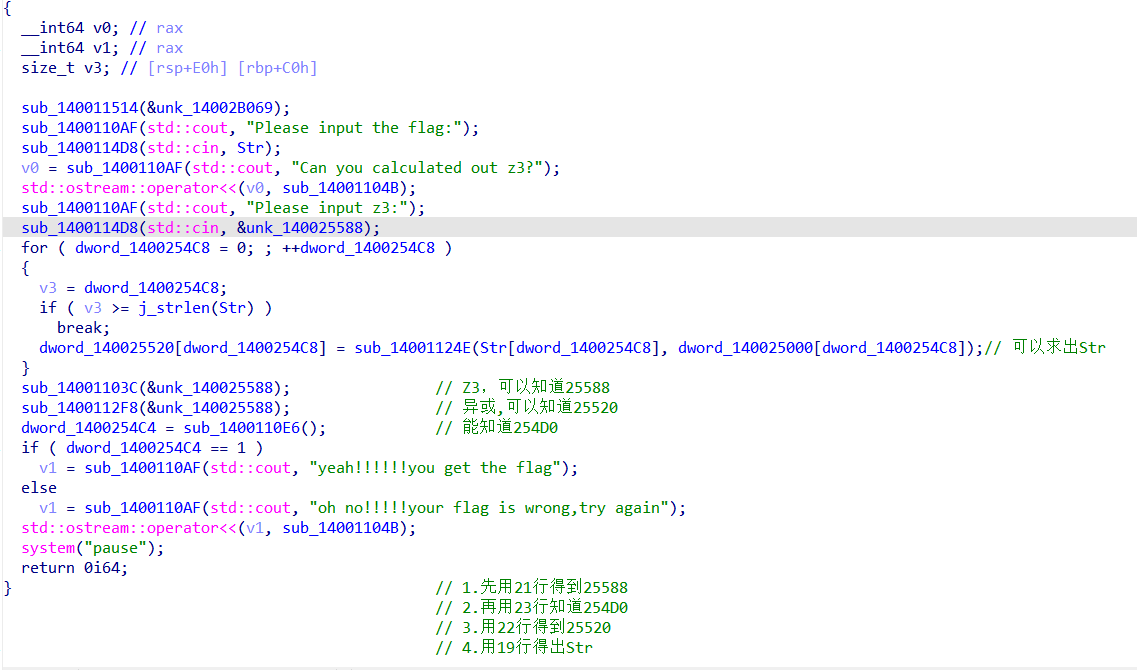 {
  __int64 v0; // rax
  __int64 v1; // rax
  size_t v3; // [rsp+E0h] [rbp+C0h]

  sub_140011514(&unk_14002B069);
  sub_1400110AF(std::cout, "Please input the flag:");
  sub_1400114D8(std::cin, Str);
  v0 = sub_1400110AF(std::cout, "Can you calculated out z3?");
  std::ostream::operator<<(v0, sub_14001104B);
  sub_1400110AF(std::cout, "Please input z3:");
  sub_1400114D8(std::cin, &unk_140025588);
  for ( dword_1400254C8 = 0; ; ++dword_1400254C8 )
  {
    v3 = dword_1400254C8;
    if ( v3 >= j_strlen(Str) )
      break;
    dword_140025520[dword_1400254C8] = sub_14001124E(Str[dword_1400254C8], dword_140025000[dword_1400254C8]);// 可以求出Str
  }
  sub_14001103C(&unk_140025588);                // Z3，可以知道25588
  sub_1400112F8(&unk_140025588);                // 异或,可以知道25520
  dword_1400254C4 = sub_1400110E6();            // 能知道254D0
  if ( dword_1400254C4 == 1 )
    v1 = sub_1400110AF(std::cout, "yeah!!!!!!you get the flag");
  else
    v1 = sub_1400110AF(std::cout, "oh no!!!!!your flag is wrong,try again");
  std::ostream::operator<<(v1, sub_14001104B);
  system("pause");
  return 0i64;
}                                               // 1.先用21行得到25588
                                                // 2.再用23行知道254D0
                                                // 3.用22行得到25520
                                                // 4.用19行得出Str